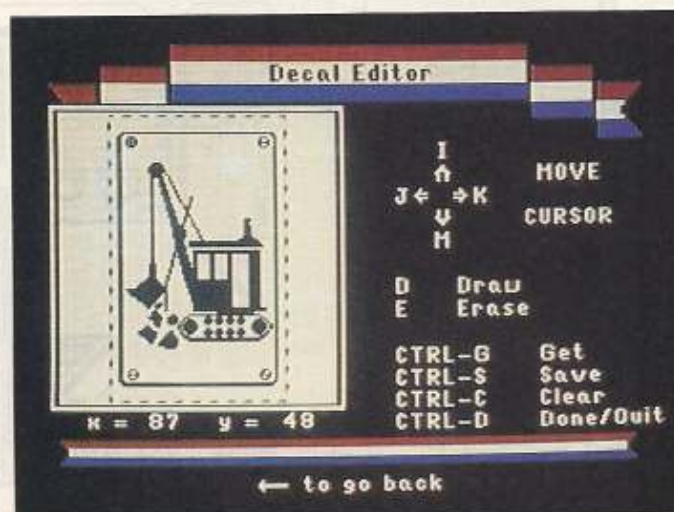 Decal Editor
I
J ← → K
M
MOVE
CURSOR
D Draw
E Erase
CTRL-G Get
CTRL-S Save
CTRL-C Clear
CTRL-D Done/Quit
x = 87 y = 48
← to go back